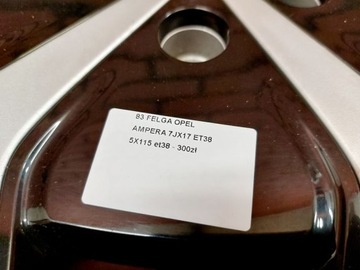 83 FELGA OPEL
AMPERA 7JX17 ET38
5X115 et38 - 300zł